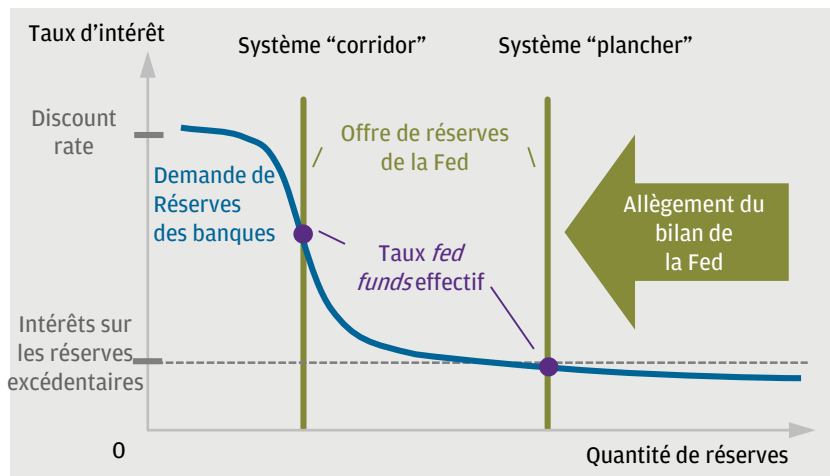 Taux d'intérêt
Système “corridor”
Système “plancher”
Discount
rate
Offre de réserves
de la Fed
Demande de
Réserves
des banques
Allègement du
bilan de
la Fed
Taux fed
funds effectif
Intérêts sur
les réserves
excédentaires
0
Quantité de réserves